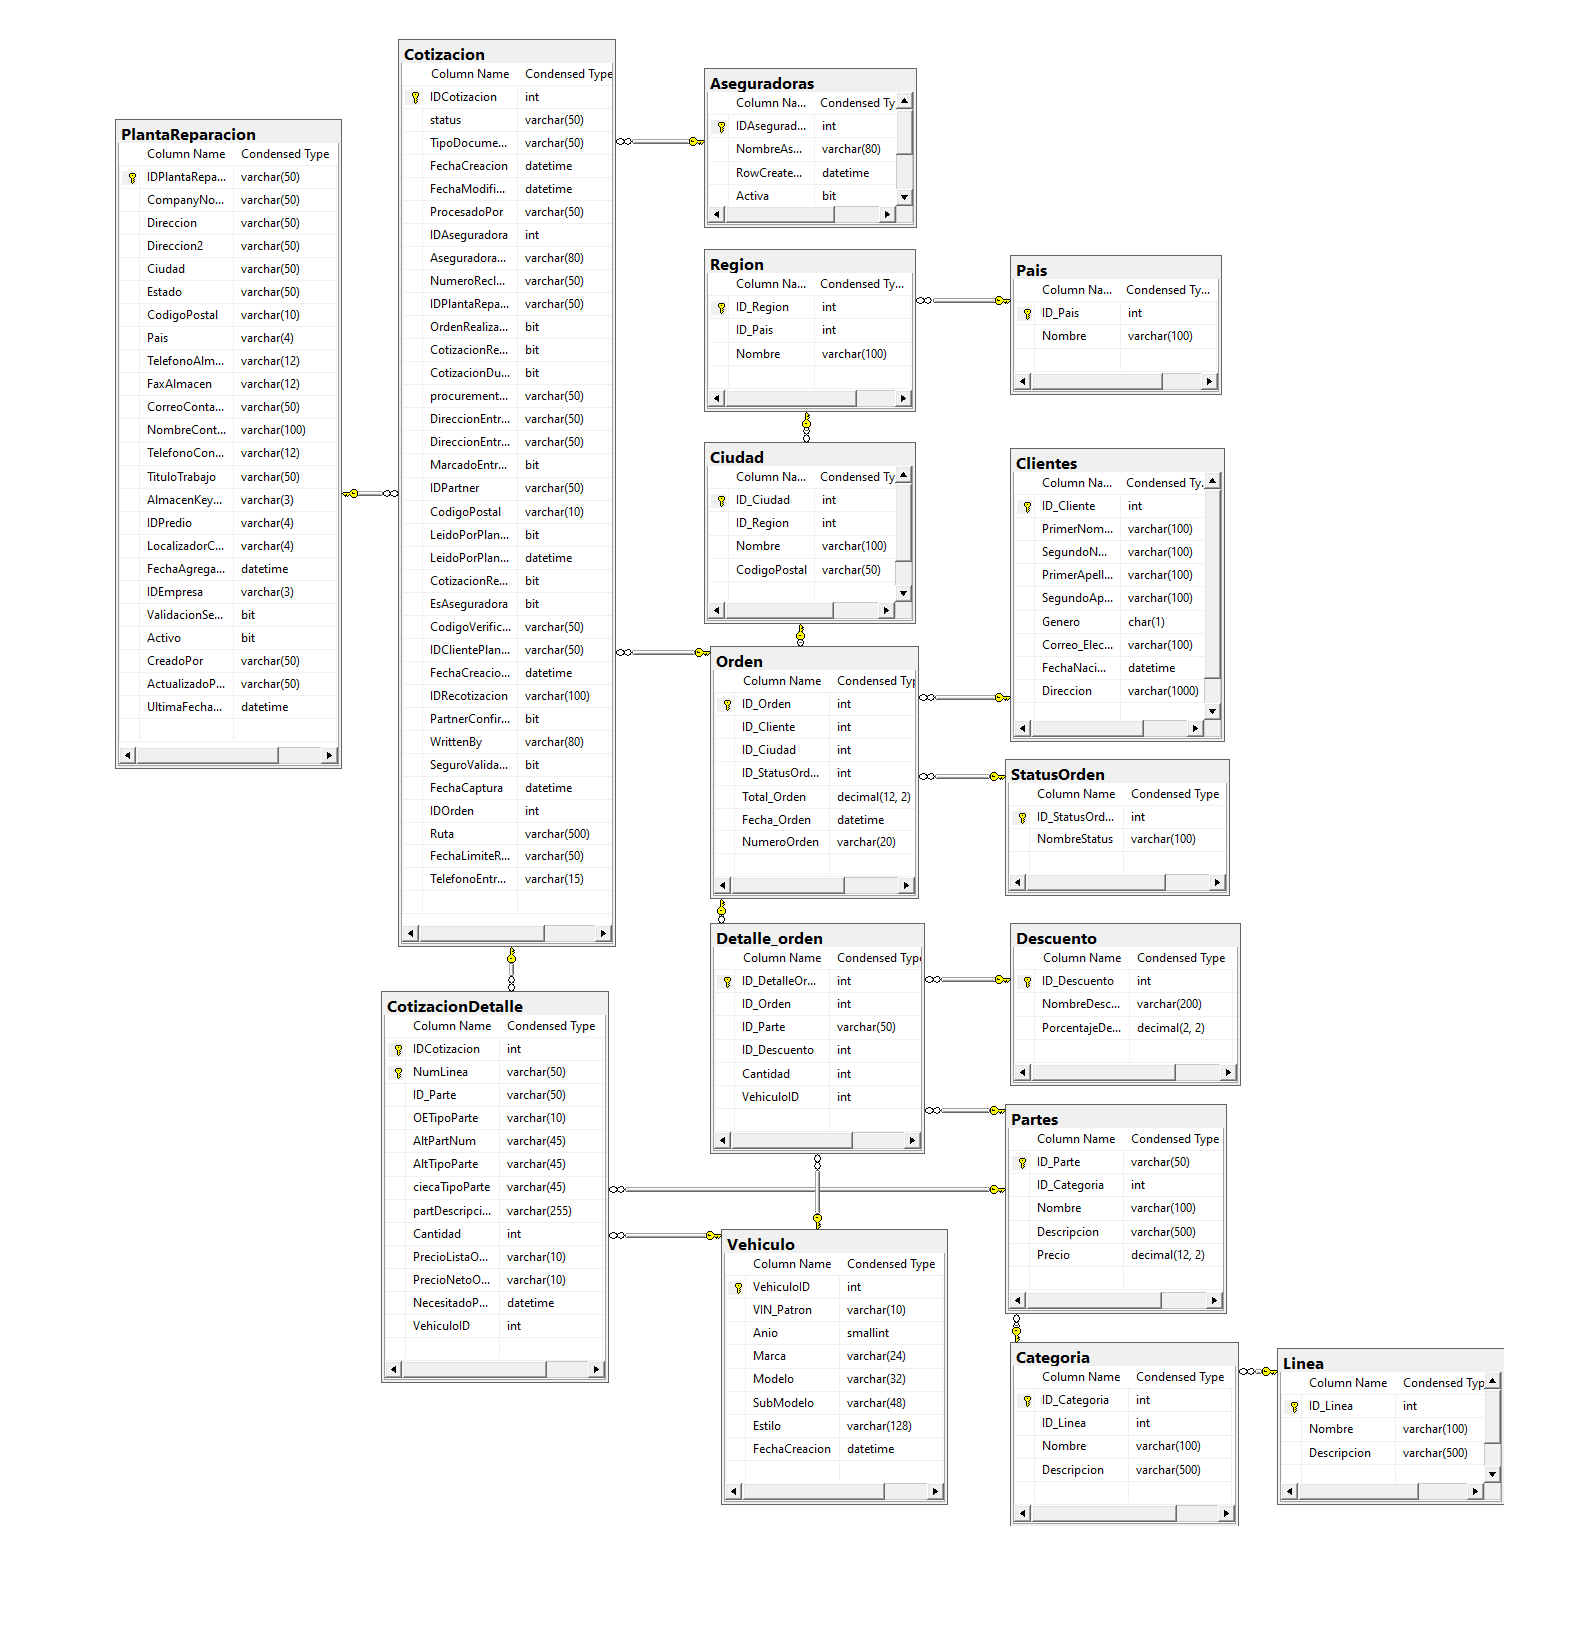 PlantaReparacion
Column Name Condensed Type
IDPlantaRepa... varchar(50)
CompanyNo... varchar(50)
Direccion varchar(50)
Direccion2 varchar(50)
Ciudad varchar(50)
Estado varchar(50)
CodigoPostal varchar(10)
Pais varchar(4)
TelefonoAlm... varchar(12)
FaxAlmacen varchar(12)
CorreoConta... varchar(50)
NombreCont... varchar(100)
TelefonoCon... varchar(12)
TituloTrabajo varchar(50)
AlmacenKey... varchar(3)
IDPredio varchar(4)
LocalizadorC... varchar(4)
FechaAgrega... datetime
IDEmpresa varchar(3)
ValidacionSe... bit
Activo bit
CreadoPor varchar(50)
ActualizadoP... varchar(50)
UltimaFecha... datetime
Cotizacion
Column Name Condensed Type
IDCotizacion int
status varchar(50)
TipoDocume... varchar(50)
FechaCreacion datetime
FechaModifi... datetime
ProcesadoPor varchar(50)
IDAseguradora int
Aseguradora... varchar(80)
NumeroRecl... varchar(50)
IDPlantaRepa... varchar(50)
OrdenRealiza... bit
CotizacionRe... bit
CotizacionDu... bit
procurement... varchar(50)
DireccionEntr... varchar(50)
DireccionEntr... varchar(50)
MarcadoEntr... bit
IDPartner varchar(50)
CodigoPostal varchar(10)
LeidoPorPlan... bit
LeidoPorPlan... datetime
CotizacionRe... bit
EsAseguradora bit
CodigoVerific... varchar(50)
IDClientePlan... varchar(50)
FechaCreacio... datetime
IDRecotizacion varchar(100)
PartnerConfir... bit
WrittenBy varchar(80)
SeguroValida... bit
FechaCaptura datetime
IDOrden int
Ruta varchar(500)
FechaLimiteR... varchar(50)
TelefonoEntr... varchar(15)
CotizacionDetalle
Column Name Condensed Type
IDCotizacion int
NumLinea varchar(50)
ID_Parte varchar(50)
OETipoParte varchar(10)
AltPartNum varchar(45)
AltTipoParte varchar(45)
ciecaTipoParte varchar(45)
partDescripci... varchar(255)
Cantidad int
PrecioListaO... varchar(10)
PrecioNetoO... varchar(10)
NecesitadoP... datetime
VehiculoID int
Aseguradoras
Column Na... Condensed Ty
IDAsegurad... int
NombreAs... varchar(80)
RowCreate... datetime
Activa bit
Region
Column Na... Condensed Ty...
ID_Region int
ID_Pais int
Nombre varchar(100)
Pais
Column Na... Condensed Ty...
ID_Pais int
Nombre varchar(100)
Ciudad
Column Na... Condensed Ty
ID_Ciudad int
ID_Region int
Nombre varchar(100)
CodigoPostal varchar(50)
Clientes
Column Na... Condensed Ty.
ID_Cliente int
PrimerNom... varchar(100)
SegundoN... varchar(100)
PrimerApell... varchar(100)
SegundoAp... varchar(100)
Genero char(1)
Correo_Elec... varchar(100)
FechaNaci... datetime
Direccion varchar(1000)
Orden
Column Name Condensed Typ
ID_Orden int
ID_Cliente int
ID_Ciudad int
ID_StatusOrd... int
Total_Orden decimal(12, 2)
Fecha_Orden datetime
NumeroOrden varchar(20)
StatusOrden
Column Name Condensed Type
ID_StatusOrd... int
NombreStatus varchar(100)
Detalle_orden
Column Name Condensed Type
ID_DetalleOr... int
ID_Orden int
ID_Parte varchar(50)
ID_Descuento int
Cantidad int
VehiculoID int
Descuento
Column Name Condensed Type
ID_Descuento int
NombreDesc... varchar(200)
PorcentajeDe... decimal(2, 2)
Partes
Column Name Condensed Type
ID_Parte varchar(50)
ID_Categoria int
Nombre varchar(100)
Descripcion varchar(500)
Precio decimal(12, 2)
Vehiculo
Column Name Condensed Type
VehiculoID int
VIN_Patron varchar(10)
Anio smallint
Marca varchar(24)
Modelo varchar(32)
SubModelo varchar(48)
Estilo varchar(128)
FechaCreacion datetime
Categoria
Column Name Condensed Type
ID_Categoria int
ID_Linea int
Nombre varchar(100)
Descripcion varchar(500)
Linea
Column Name Condensed Typ
ID_Linea int
Nombre varchar(100)
Descripcion varchar(500)